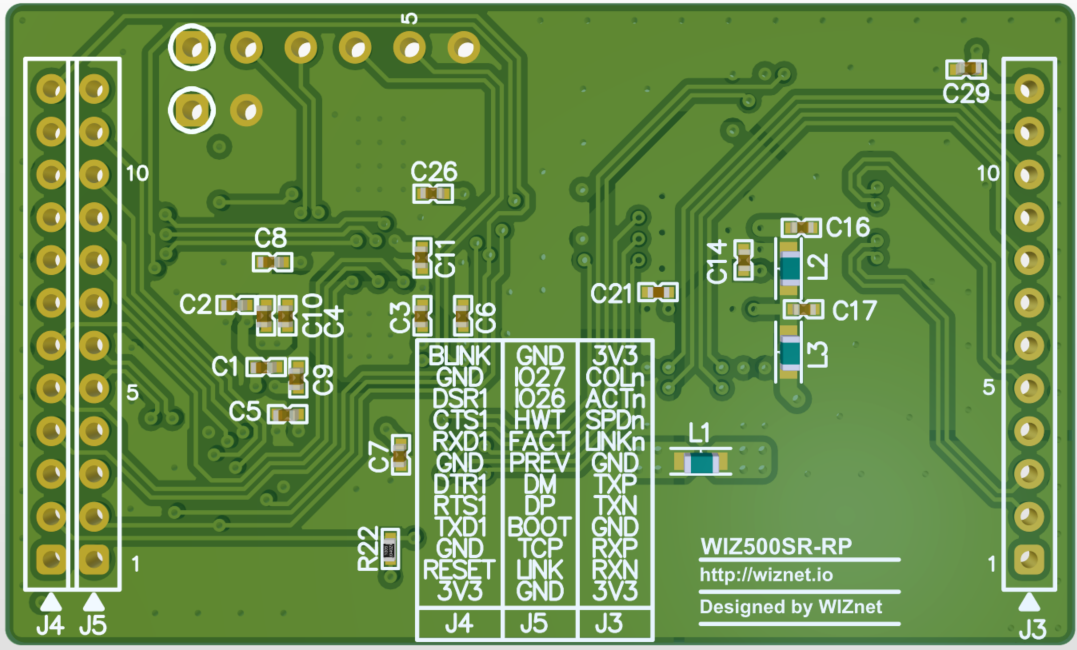 5
C29
10
10
C26
C16
C8
C11
C14
L2
C21
C2
C10
C4
C3
C6
C17
L3
C1
C9
5
5
C5
C7
L1
BLINK GND 3V3
GND IO27 COLn
DSR1 IO26 ACTn
CTS1 HWT SPDn
RXD1 FACT LINKn
GND PREV GND
DTR1 DM TXP
RTS1 DP TXN
TXD1 BOOT GND
GND TCP RXP
RESET LINK RXN
3V3 GND 3V3
J4 J5 J3
R22
WIZ500SR-RP
http://wiznet.io
Designed by WIZnet
1
1
J4 J5
J3